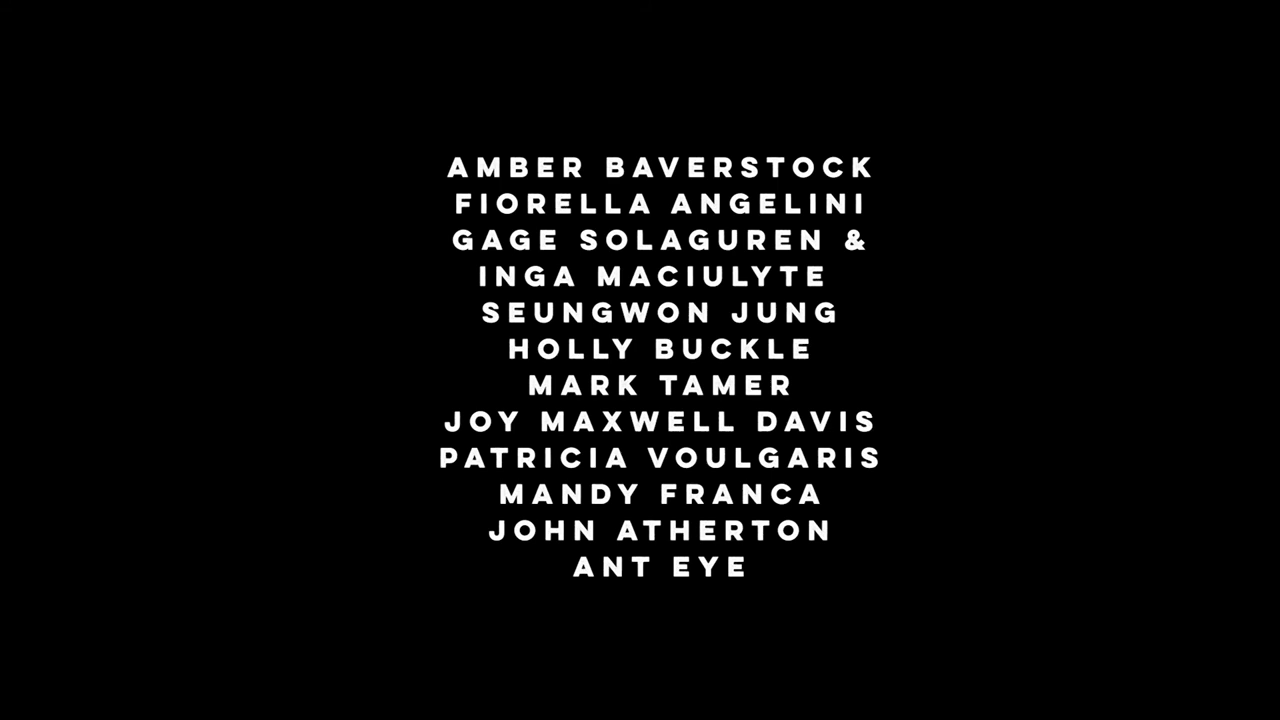 AMBER BAVERSTOCK
FIORELLA ANGELINI
GAGE SOLAGUREN &
INGA MACIULYTE
SEUNGWON JUNG
HOLLY BUCKLE
MARK TAMER
JOY MAXWELL DAVIS
PATRICIA VOULGARIS
MANDY FRANCA
JOHN ATHERTON
ANT EYE